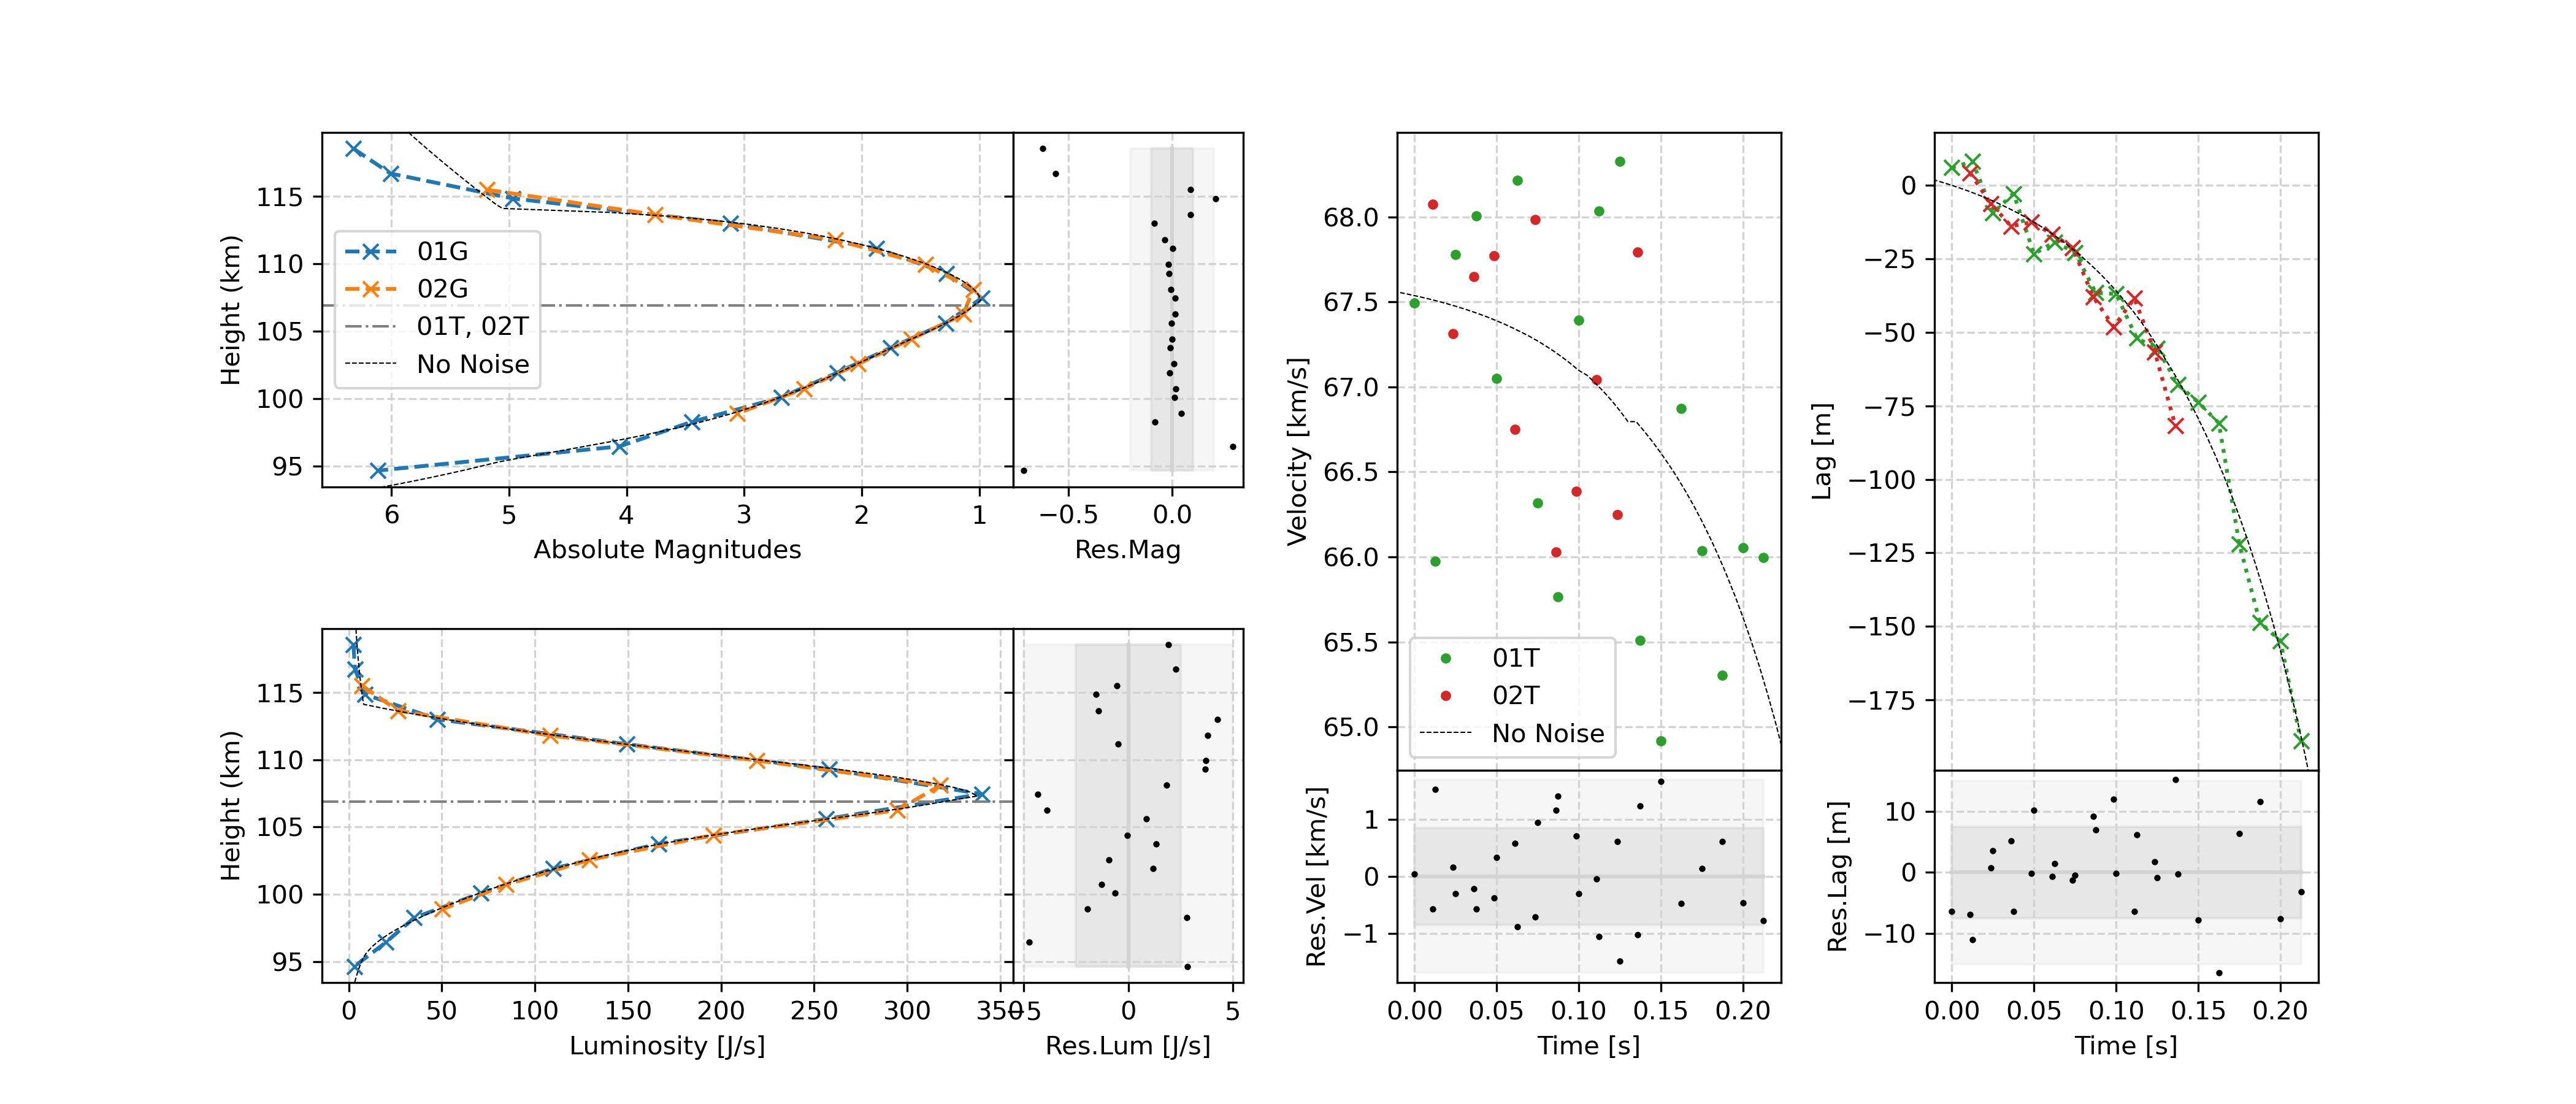 115
110
105
100
95
Height (km)
01G
02G
01T, 02T
No Noise
6 5 4 3 2 1
Absolute Magnitudes
−0.5 0.0
Res.Mag
115
110
105
100
95
Height (km)
0 50 100 150 200 250 300 350
Luminosity [J/s]
−5 0 5
Res.Lum [J/s]
68.0
67.5
67.0
66.5
66.0
65.5
65.0
Velocity [km/s]
01T
02T
No Noise
1
0
−1
Res.Vel [km/s]
0.00 0.05 0.10 0.15 0.20
Time [s]
0
−25
−50
−75
−100
−125
−150
−175
Lag [m]
10
0
−10
Res.Lag [m]
0.00 0.05 0.10 0.15 0.20
Time [s]